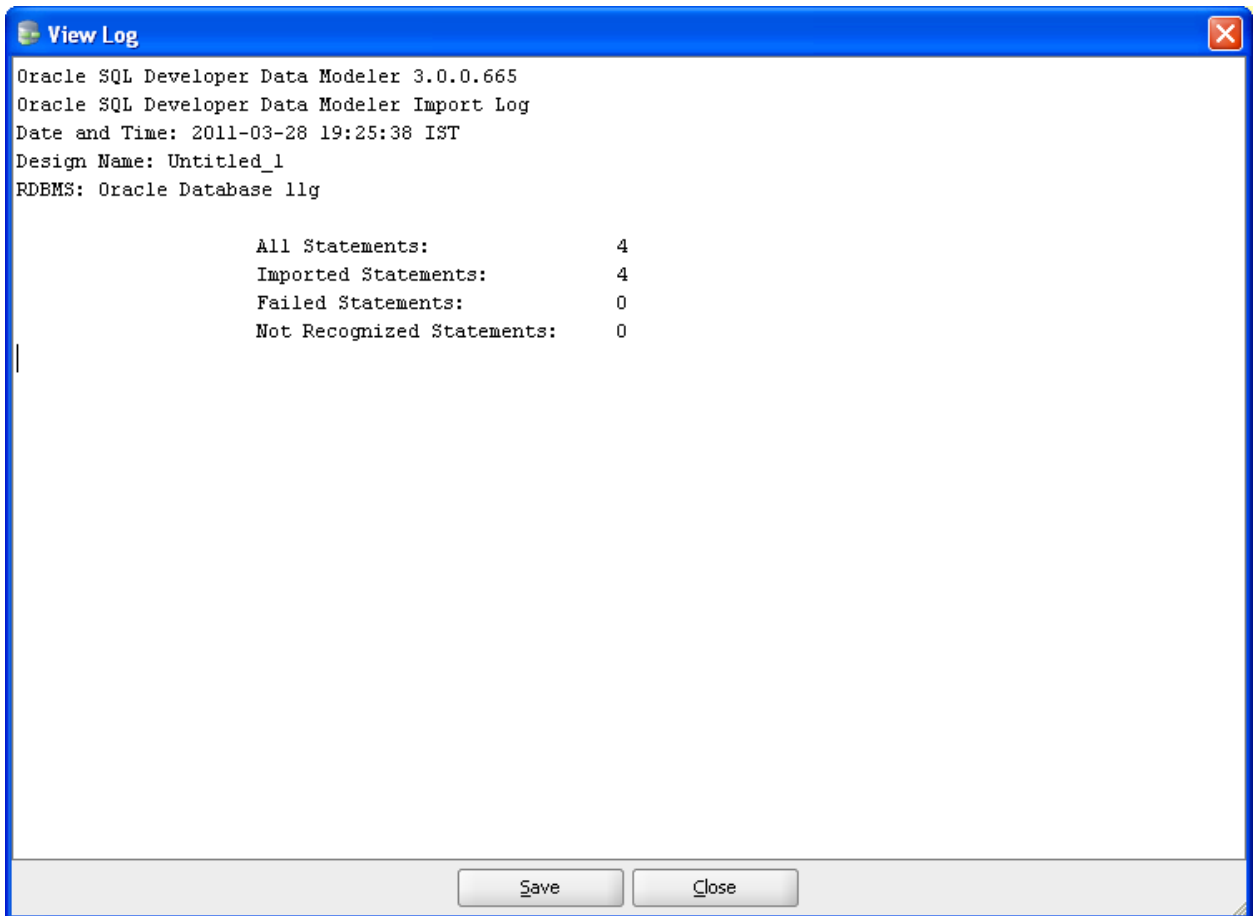 View Log
Oracle SQL Developer Data Modeler 3.0.0.665
Oracle SQL Developer Data Modeler Import Log
Date and Time: 2011-03-28 19:25:38 IST
Design Name: Untitled_1
RDBMS: Oracle Database 11g
All Statements: 4
Imported Statements: 4
Failed Statements: 0
Not Recognized Statements: 0
Save Close